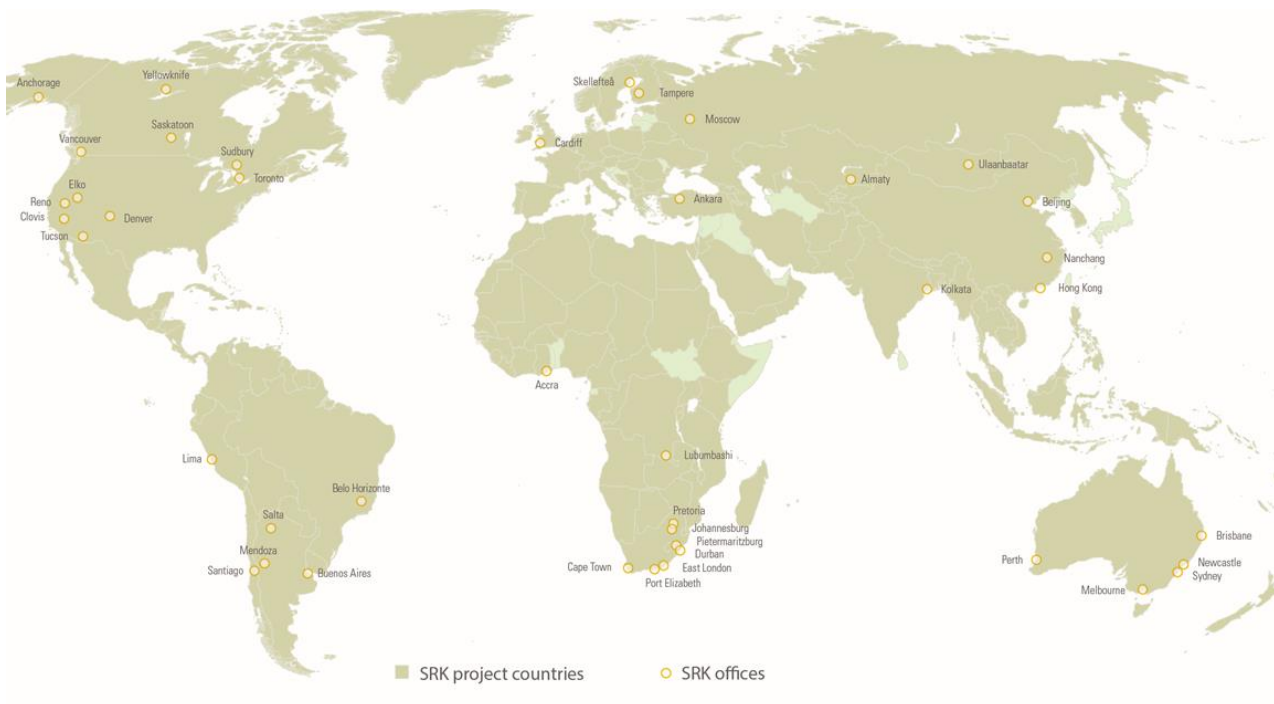 Anchorage
Yellowknife
Saskatoon
Vancouver
Sudbury
Toronto
Elko
Reno
Clovis
Denver
Tucson
Lima
Belo Horizonte
Salta
Mendoza
Santiago
Buenos Aires
Skellefteå
Tampere
Moscow
Cardiff
Ankara
Almaty
Ulaanbaatar
Beijing
Nanchang
Kolkata
Hong Kong
Accra
Lubumbashi
Pretoria
Johannesburg
Pietermaritzburg
Durban
Cape Town
East London
Port Elizabeth
Brisbane
Perth
Newcastle
Sydney
Melbourne
SRK project countries
SRK offices